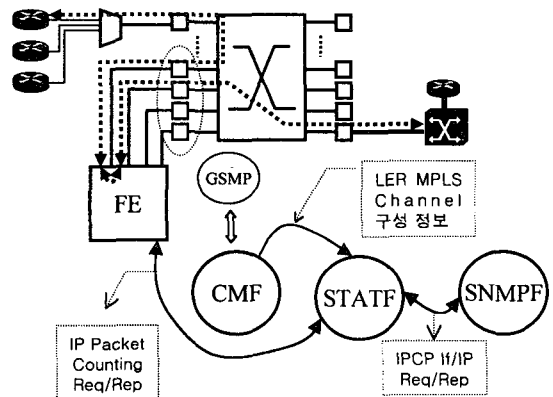 GSMP
FE
LER MPLS
Channel
구성 정보
CMF
STATF
SNMPF
IP Packet
Counting
Req/Rep
IPCP If/IP
Req/Rep